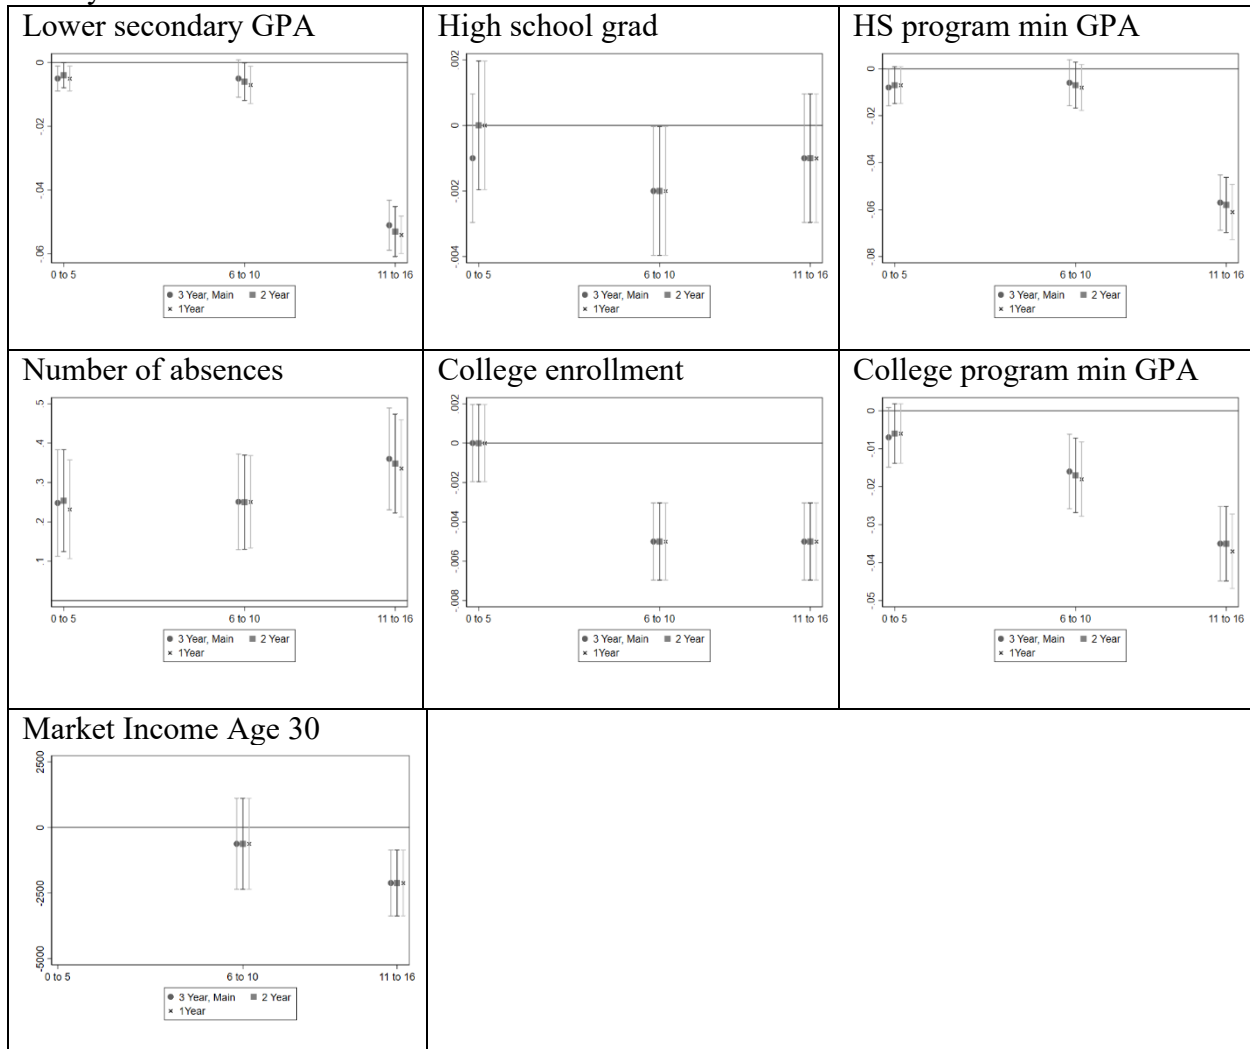 Lower secondary GPA
0
-.02
-.04
-.06
0 to 5 6 to 10 11 to 16
3 Year, Main 2 Year
1Year
High school grad
.002
0
-.002
-.004
0 to 5 6 to 10 11 to 16
3 Year, Main 2 Year
1Year
HS program min GPA
0
-.02
-.04
-.06
-.08
0 to 5 6 to 10 11 to 16
3 Year, Main 2 Year
1Year
Number of absences
.5
.4
.3
.2
.1
0 to 5 6 to 10 11 to 16
3 Year, Main 2 Year
1Year
College enrollment
.002
0
-.002
-.004
-.006
-.008
0 to 5 6 to 10 11 to 16
3 Year, Main 2 Year
1Year
College program min GPA
0
-.01
-.02
-.03
-.04
-.05
0 to 5 6 to 10 11 to 16
3 Year, Main 2 Year
1Year
Market Income Age 30
2500
0
-2500
-5000
0 to 5 6 to 10 11 to 16
3 Year, Main 2 Year
1Year